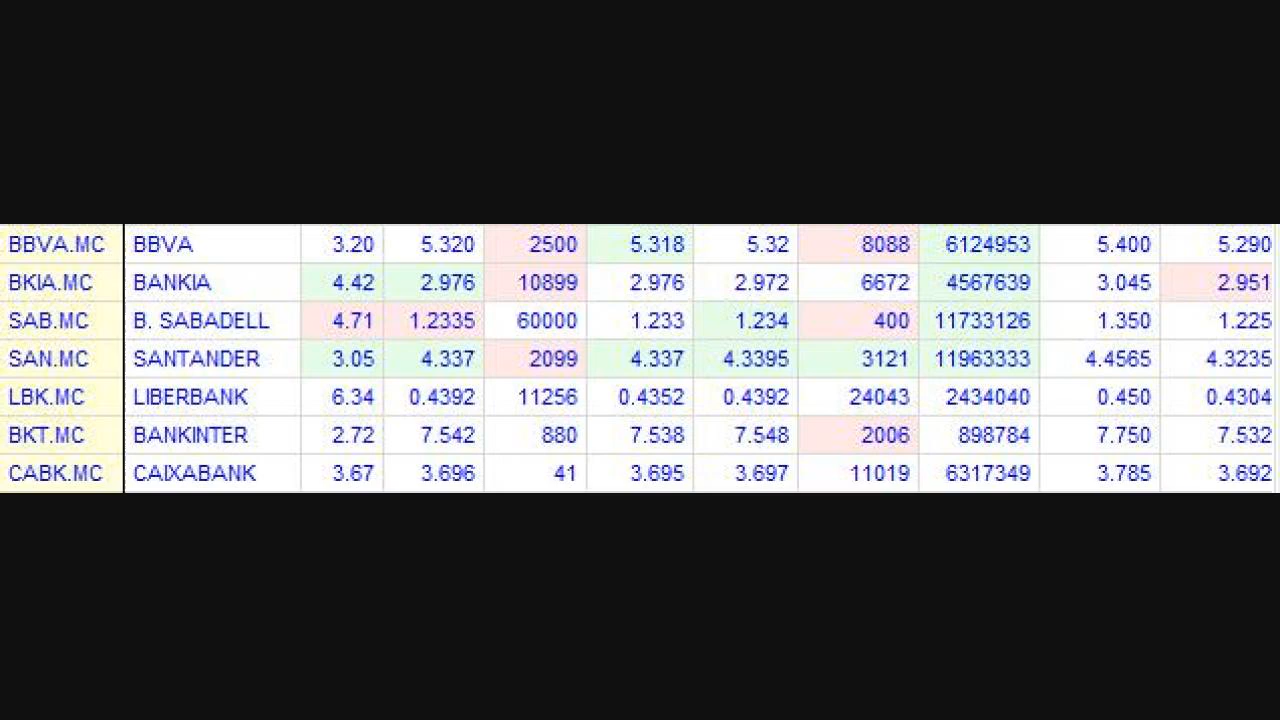 BBVA.MC BBVA 3.20 5.320 2500 5.318 5.32 8088 6124953 5.400 5.290
BKIA.MC BANKIA 4.42 2.976 10899 2.976 2.972 6672 4567639 3.045 2.951
SAB.MC B. SABADELL 4.71 1.2335 60000 1.233 1.234 400 11733126 1.350 1.225
SAN.MC SANTANDER 3.05 4.337 2099 4.337 4.3395 3121 11963333 4.4565 4.3235
LBK.MC LIBERBANK 6.34 0.4392 11256 0.4352 0.4392 24043 2434040 0.450 0.4304
BKT.MC BANKINTER 2.72 7.542 880 7.538 7.548 2006 898784 7.750 7.532
CABK.MC CAIXABANK 3.67 3.696 41 3.695 3.697 11019 6317349 3.785 3.692